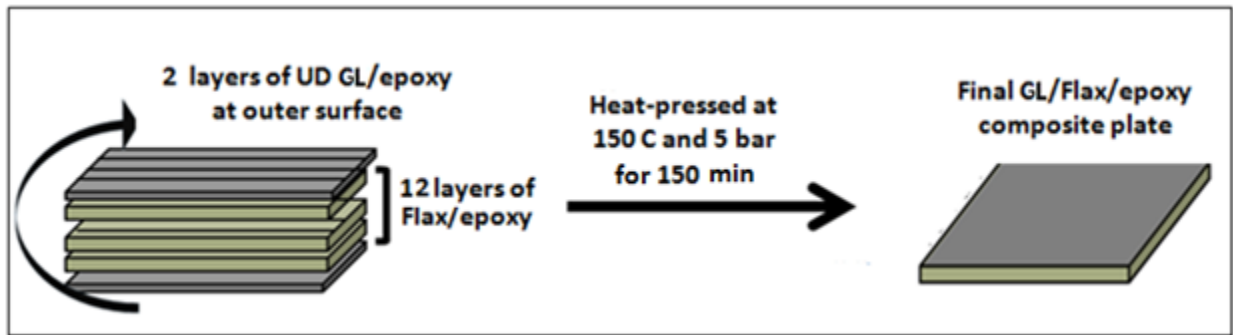 2 layers of UD GL/epoxy
at outer surface
12 layers of
Flax/epoxy
Heat-pressed at
150 C and 5 bar
for 150 min
Final GL/Flax/epoxy
composite plate